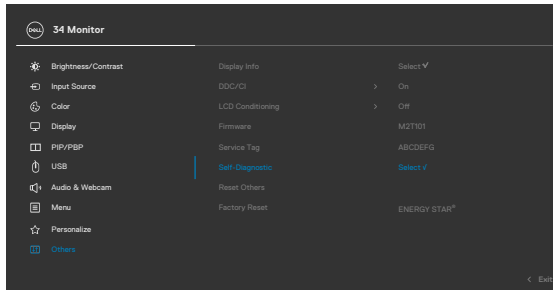 DELL 34 Monitor
Brightness/Contrast Display Info Select √
Input Source DDC/CI > On
Color LCD Conditioning > Off
Display Firmware M2T101
PIP/PBP Service Tag ABCDEFG
USB Self-Diagnostic Select √
Audio & Webcam Reset Others
Menu Factory Reset ENERGY STAR®
Personalize
Others
< Exit